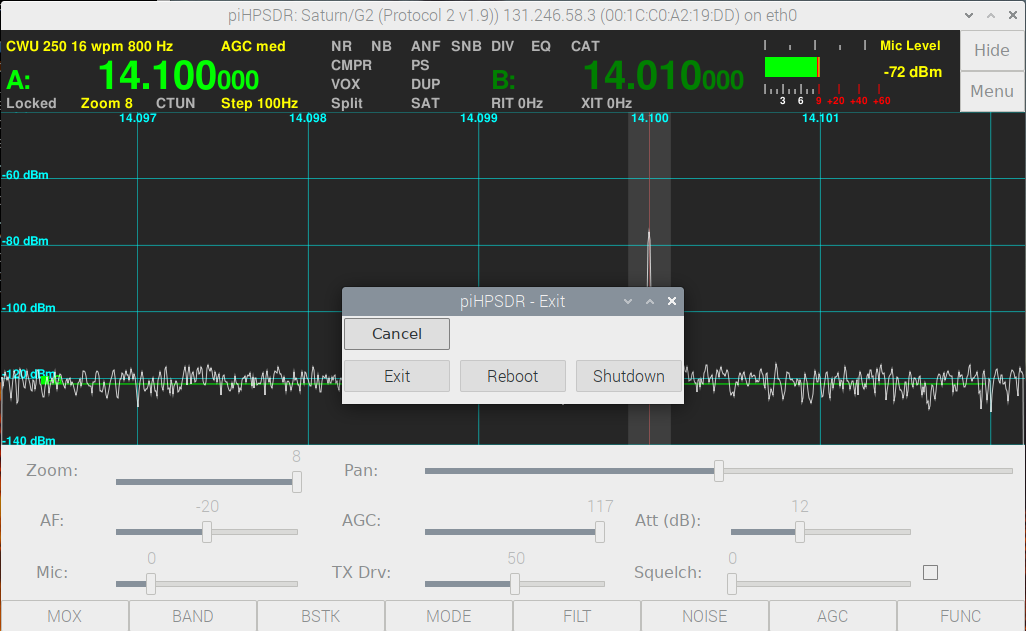 piHPSDR: Saturn/G2 (Protocol 2 v1.9)) 131.246.58.3 (00:1C:C0:A2:19:DD) on eth0
CWU 250 16 wpm 800 Hz AGC med NR NB ANF SNB DIV EQ CAT Mic Level Hide
CMPR PS
A: 14.100000 VOX DUP B: 14.010000 -72 dBm
Locked Zoom 8 CTUN Step 100Hz Split SAT RIT 0Hz XIT 0Hz 3 6 9 +20 +40 +60 Menu
14.097 14.098 14.099 14.100 14.101
-60 dBm
-80 dBm
-100 dBm
-120 dBm
-140 dBm
piHPSDR - Exit
Cancel
Exit Reboot Shutdown
Zoom: 8 Pan:
AF: -20 AGC: 117 Att (dB): 12
Mic: 0 TX Drv: 50 Squelch: 0
MOX BAND BSTK MODE FILT NOISE AGC FUNC